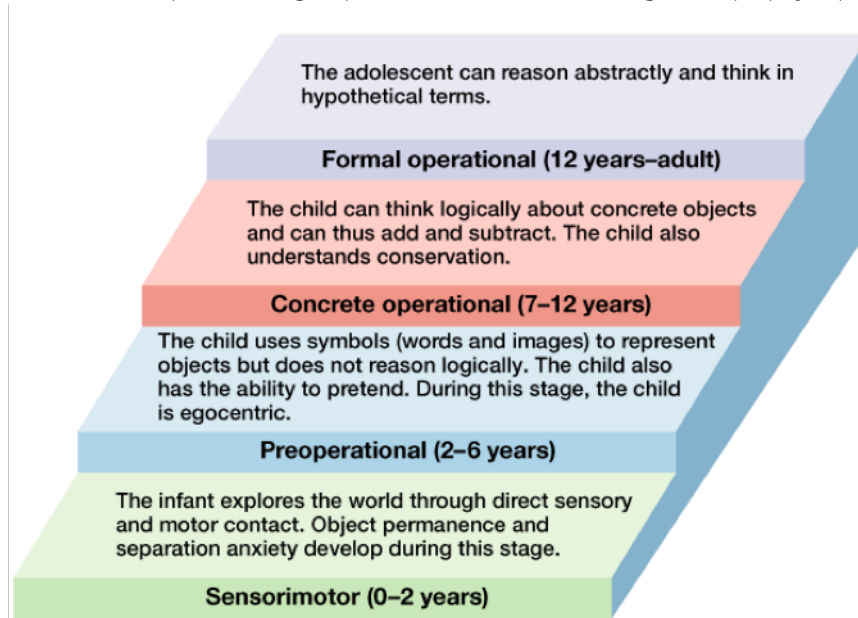 The adolescent can reason abstractly and think in
hypothetical terms.
Formal operational (12 years–adult)
The child can think logically about concrete objects
and can thus add and subtract. The child also
understands conservation.
Concrete operational (7–12 years)
The child uses symbols (words and images) to represent
objects but does not reason logically. The child also
has the ability to pretend. During this stage, the child
is egocentric.
Preoperational (2–6 years)
The infant explores the world through direct sensory
and motor contact. Object permanence and
separation anxiety develop during this stage.
Sensorimotor (0–2 years)